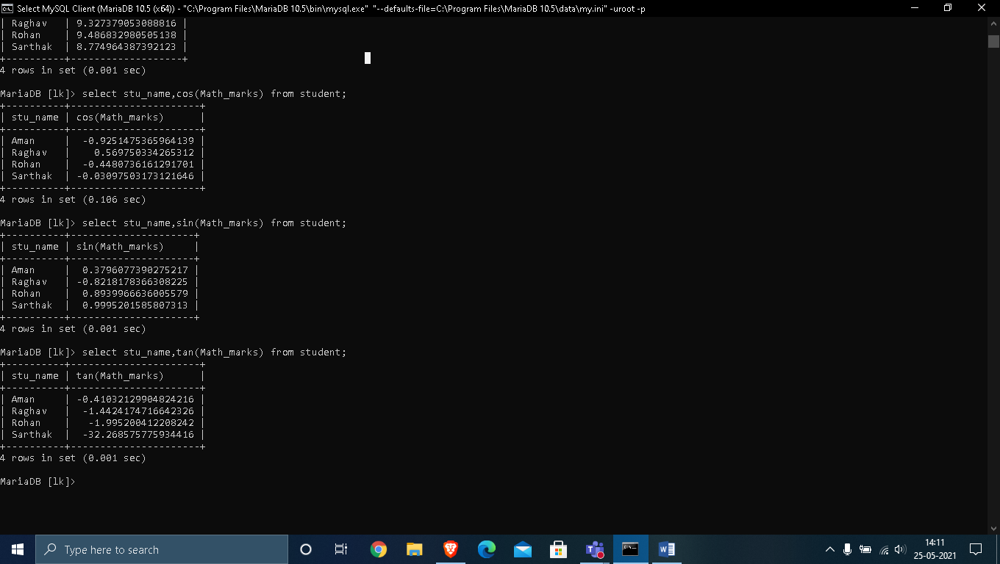 Select MySQL Client (MariaDB 10.5 (x64)) - "C:\Program Files\MariaDB 10.5\bin\mysql.exe"  "--defaults-file=C:\Program Files\MariaDB 10.5\data\my.ini" -uroot -p
| Raghav   | 9.327379053088816 |
| Rohan    | 9.486832980505138 |
| Sarthak  | 8.774964387392123 |
+----------+-------------------+
4 rows in set (0.001 sec)

MariaDB [lk]> select stu_name,cos(Math_marks) from student;
+----------+----------------------+
| stu_name | cos(Math_marks)      |
+----------+----------------------+
| Aman     |  -0.9251475365964139 |
| Raghav   |    0.569750334265312 |
| Rohan    |  -0.4480736161291701 |
| Sarthak  | -0.03097503173121646 |
+----------+----------------------+
4 rows in set (0.106 sec)

MariaDB [lk]> select stu_name,sin(Math_marks) from student;
+----------+---------------------+
| stu_name | sin(Math_marks)     |
+----------+---------------------+
| Aman     |  0.3796077390275217 |
| Raghav   | -0.8218178366308225 |
| Rohan    |  0.8939966636005579 |
| Sarthak  |  0.9995201585807313 |
+----------+---------------------+
4 rows in set (0.001 sec)

MariaDB [lk]> select stu_name,tan(Math_marks) from student;
+----------+----------------------+
| stu_name | tan(Math_marks)      |
+----------+----------------------+
| Aman     | -0.41032129904824216 |
| Raghav   |  -1.4424174716642326 |
| Rohan    |   -1.995200412208242 |
| Sarthak  |  -32.268575775934416 |
+----------+----------------------+
4 rows in set (0.001 sec)

MariaDB [lk]>
Type here to search
14:11
25-05-2021